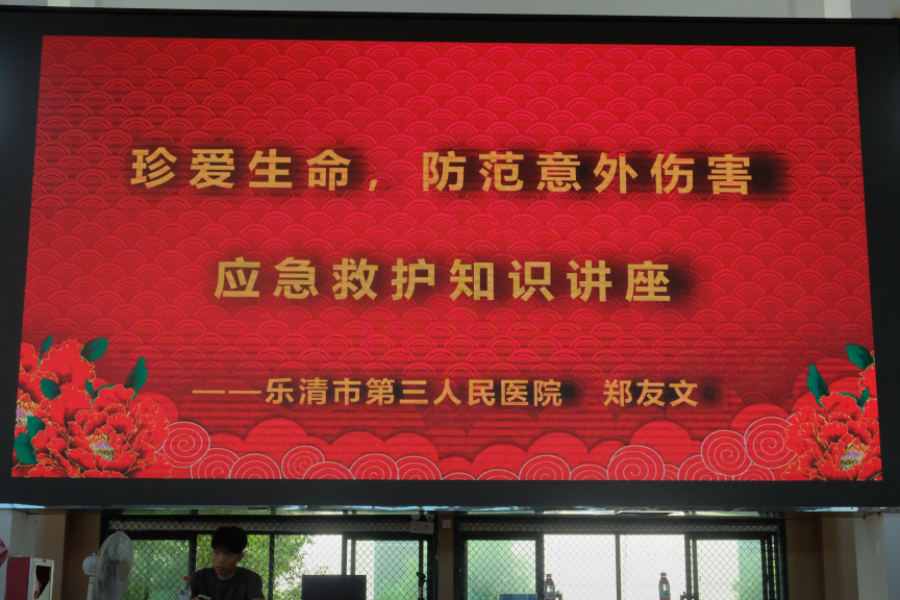 珍爱生命，防范意外伤害
应急救护知识讲座
——乐清市第三人民医院 郑友文